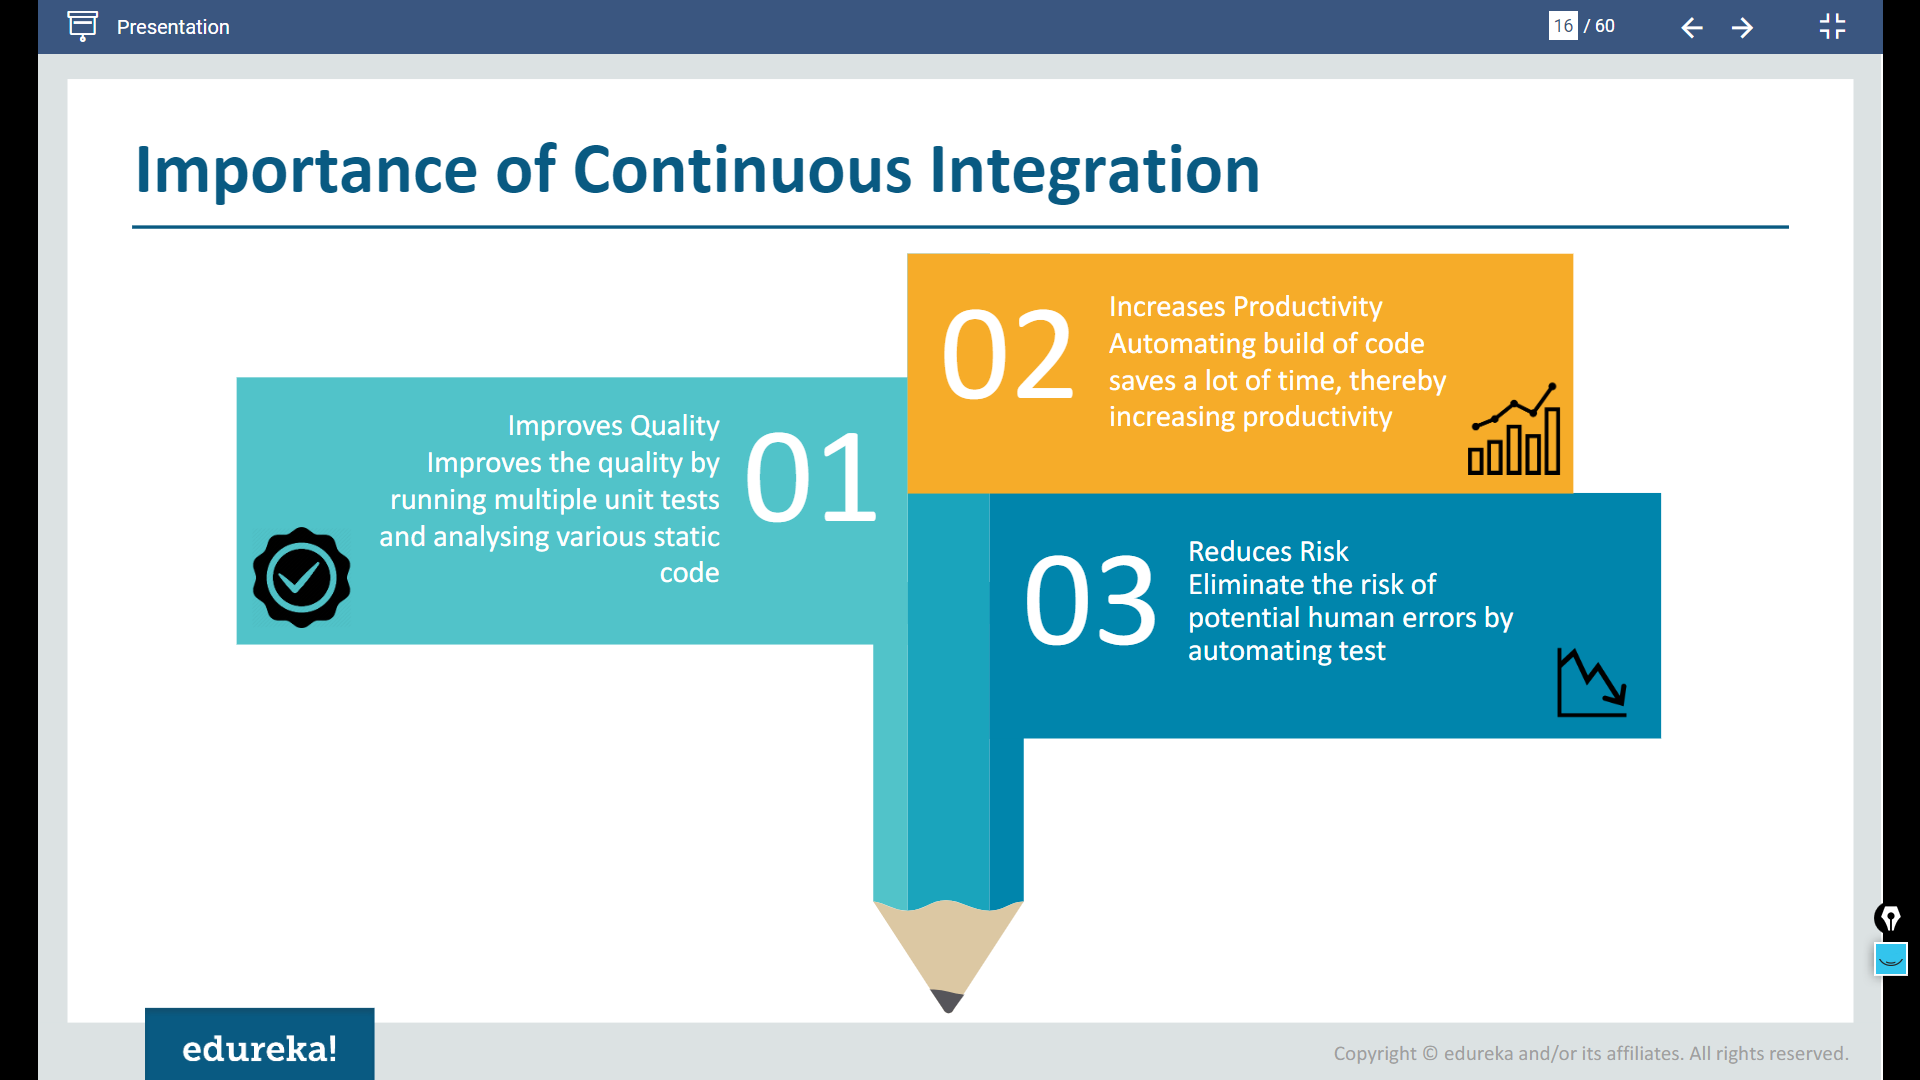 Presentation
16 / 60
Importance of Continuous Integration
01
Improves Quality
Improves the quality by
running multiple unit tests
and analysing various static
code
02
Increases Productivity
Automating build of code
saves a lot of time, thereby
increasing productivity
03
Reduces Risk
Eliminate the risk of
potential human errors by
automating test
edureka!
Copyright © edureka and/or its affiliates. All rights reserved.